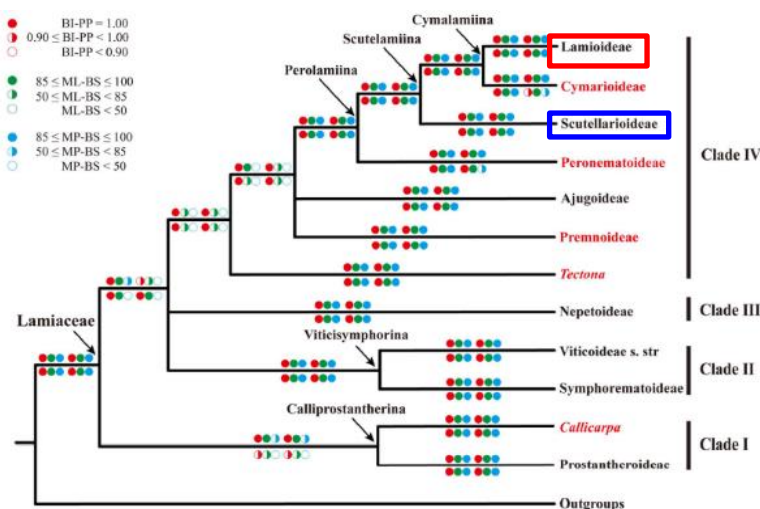 BI-PP = 1.00
0.90 ≤ BI-PP < 1.00
BI-PP < 0.90
85 ≤ ML-BS ≤ 100
50 ≤ ML-BS < 85
ML-BS < 50
85 ≤ MP-BS ≤ 100
50 ≤ MP-BS < 85
MP-BS < 50
Cymalamiina
Scutelamiina
Perolamiina
Lamioideae
Cymarioideae
Scutellarioideae
Peronematoideae
Ajugoideae
Premnoideae
Tectona
Clade IV
Nepetoideae
Clade III
Lamiaceae
Viticisymphorina
Viticoideae s. str
Symphorematoideae
Clade II
Calliprostantherina
Callicarpa
Prostantheroideae
Clade I
Outgroups